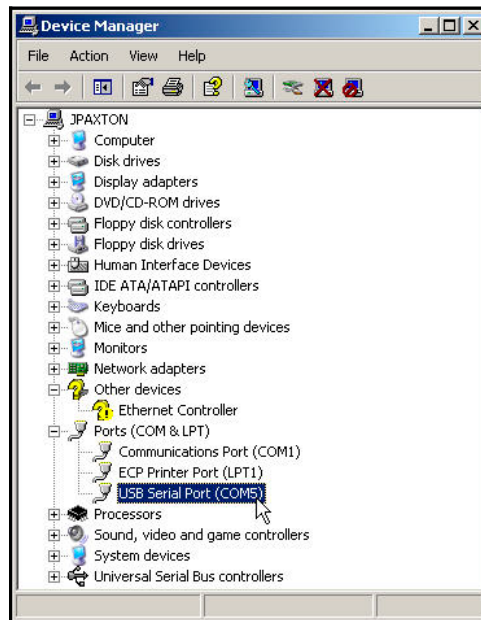 Device Manager
File Action View Help
JPAXTON
Computer
Disk drives
Display adapters
DVD/CD-ROM drives
Floppy disk controllers
Floppy disk drives
Human Interface Devices
IDE ATA/ATAPI controllers
Keyboards
Mice and other pointing devices
Monitors
Network adapters
Other devices
Ethernet Controller
Ports (COM & LPT)
Communications Port (COM1)
ECP Printer Port (LPT1)
USB Serial Port (COM5)
Processors
Sound, video and game controllers
System devices
Universal Serial Bus controllers